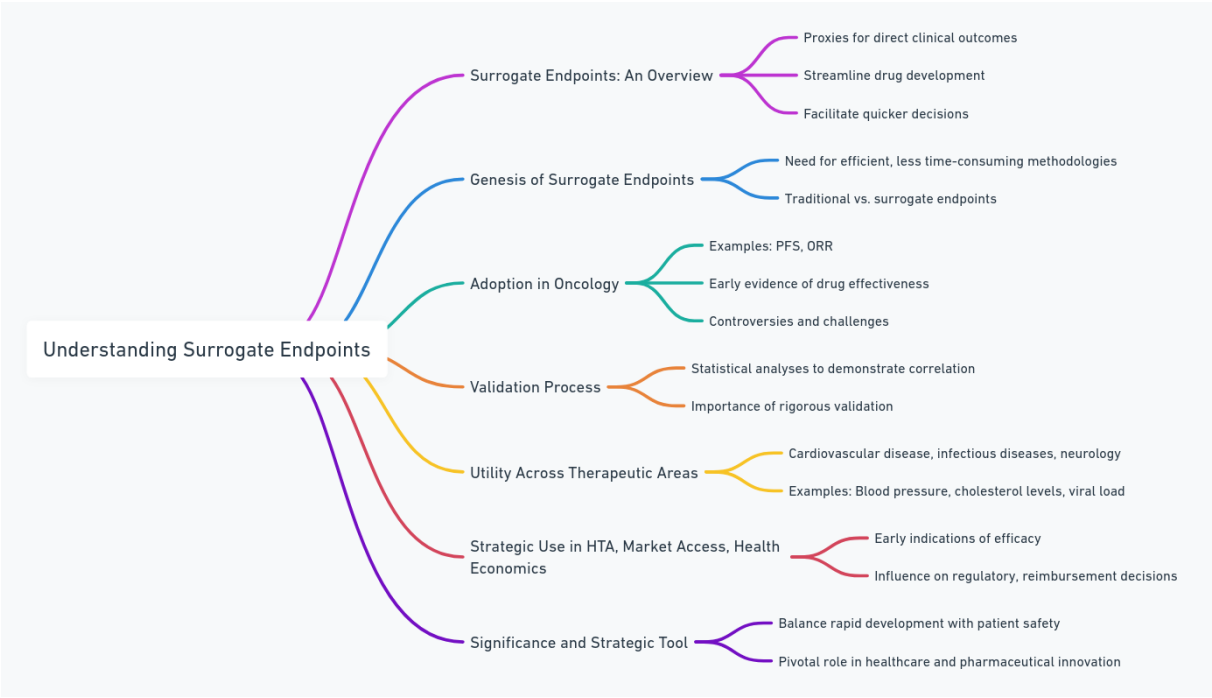 Understanding Surrogate Endpoints
Surrogate Endpoints: An Overview
Proxies for direct clinical outcomes
Streamline drug development
Facilitate quicker decisions
Genesis of Surrogate Endpoints
Need for efficient, less time-consuming methodologies
Traditional vs. surrogate endpoints
Adoption in Oncology
Examples: PFS, ORR
Early evidence of drug effectiveness
Controversies and challenges
Validation Process
Statistical analyses to demonstrate correlation
Importance of rigorous validation
Utility Across Therapeutic Areas
Cardiovascular disease, infectious diseases, neurology
Examples: Blood pressure, cholesterol levels, viral load
Strategic Use in HTA, Market Access, Health
Economics
Early indications of efficacy
Influence on regulatory, reimbursement decisions
Significance and Strategic Tool
Balance rapid development with patient safety
Pivotal role in healthcare and pharmaceutical innovation